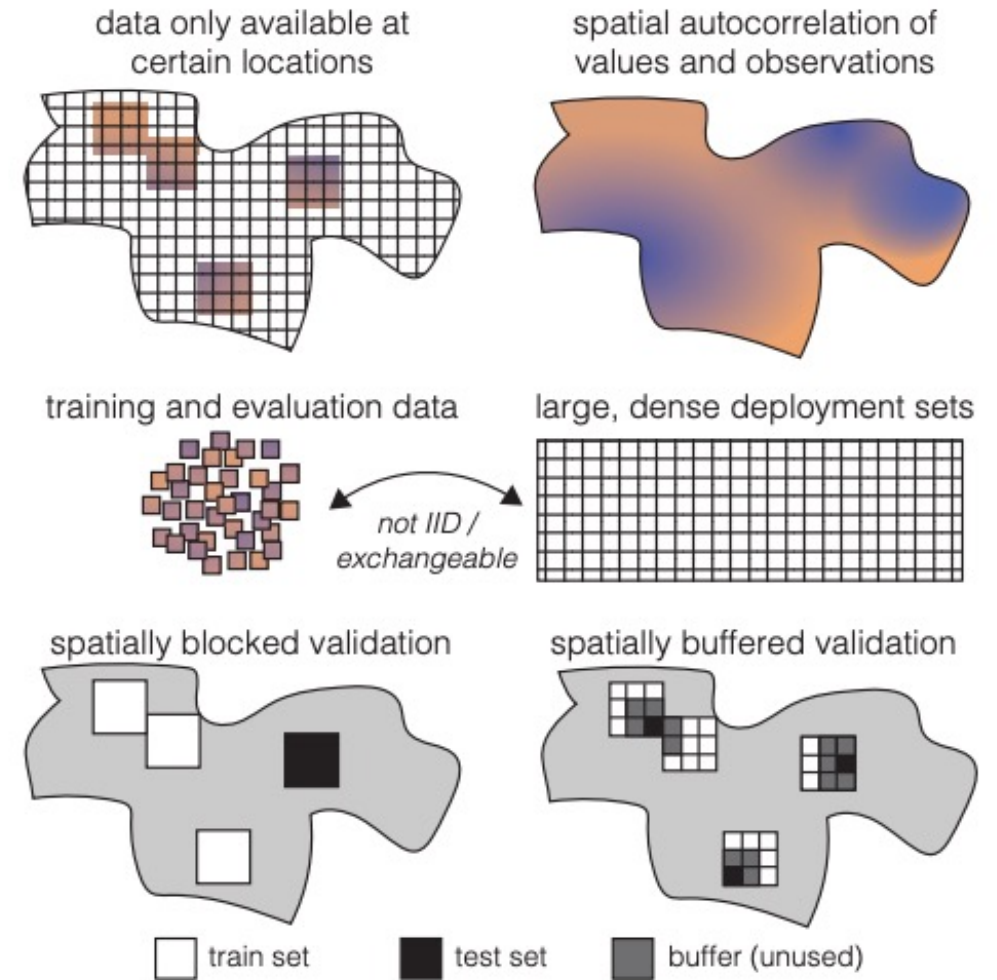 data only available at
certain locations
spatial autocorrelation of
values and observations
training and evaluation data
large, dense deployment sets
not IID /
exchangeable
spatially blocked validation
spatially buffered validation
train set
test set
buffer (unused)